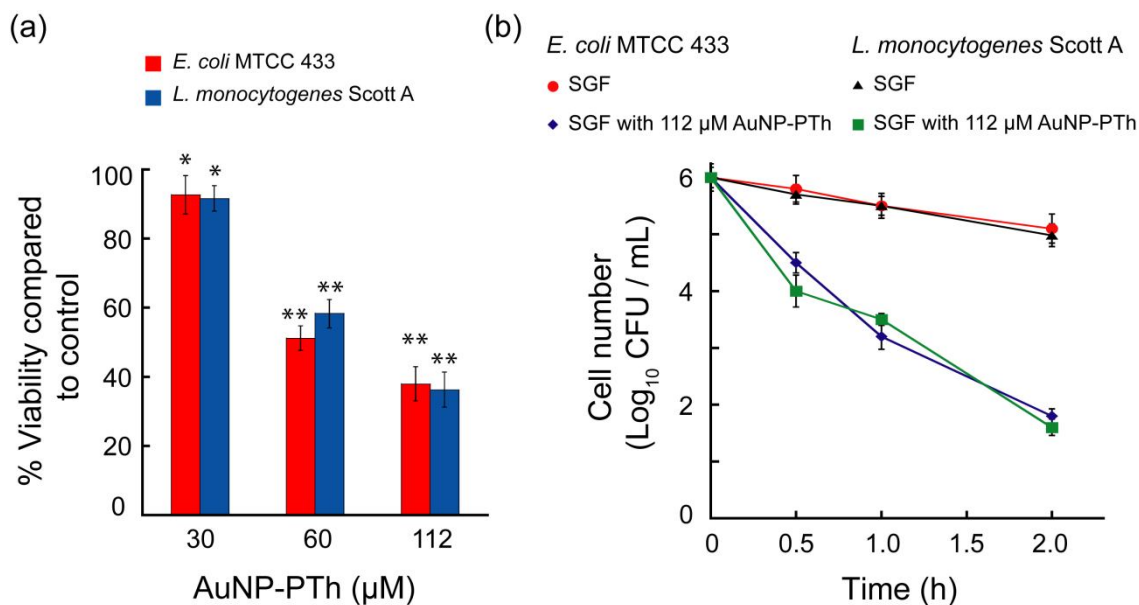 (a)
E. coli MTCC 433
L. monocytogenes Scott A
% Viability compared
to control
100
80
60
40
20
0
* *
** **
** **
30 60 112
AuNP-PTh (µM)
(b)
E. coli MTCC 433 L. monocytogenes Scott A
SGF SGF
SGF with 112 µM AuNP-PTh SGF with 112 µM AuNP-PTh
Cell number
(Log10 CFU / mL)
6
4
2
0
0 0.5 1.0 1.5 2.0
Time (h)